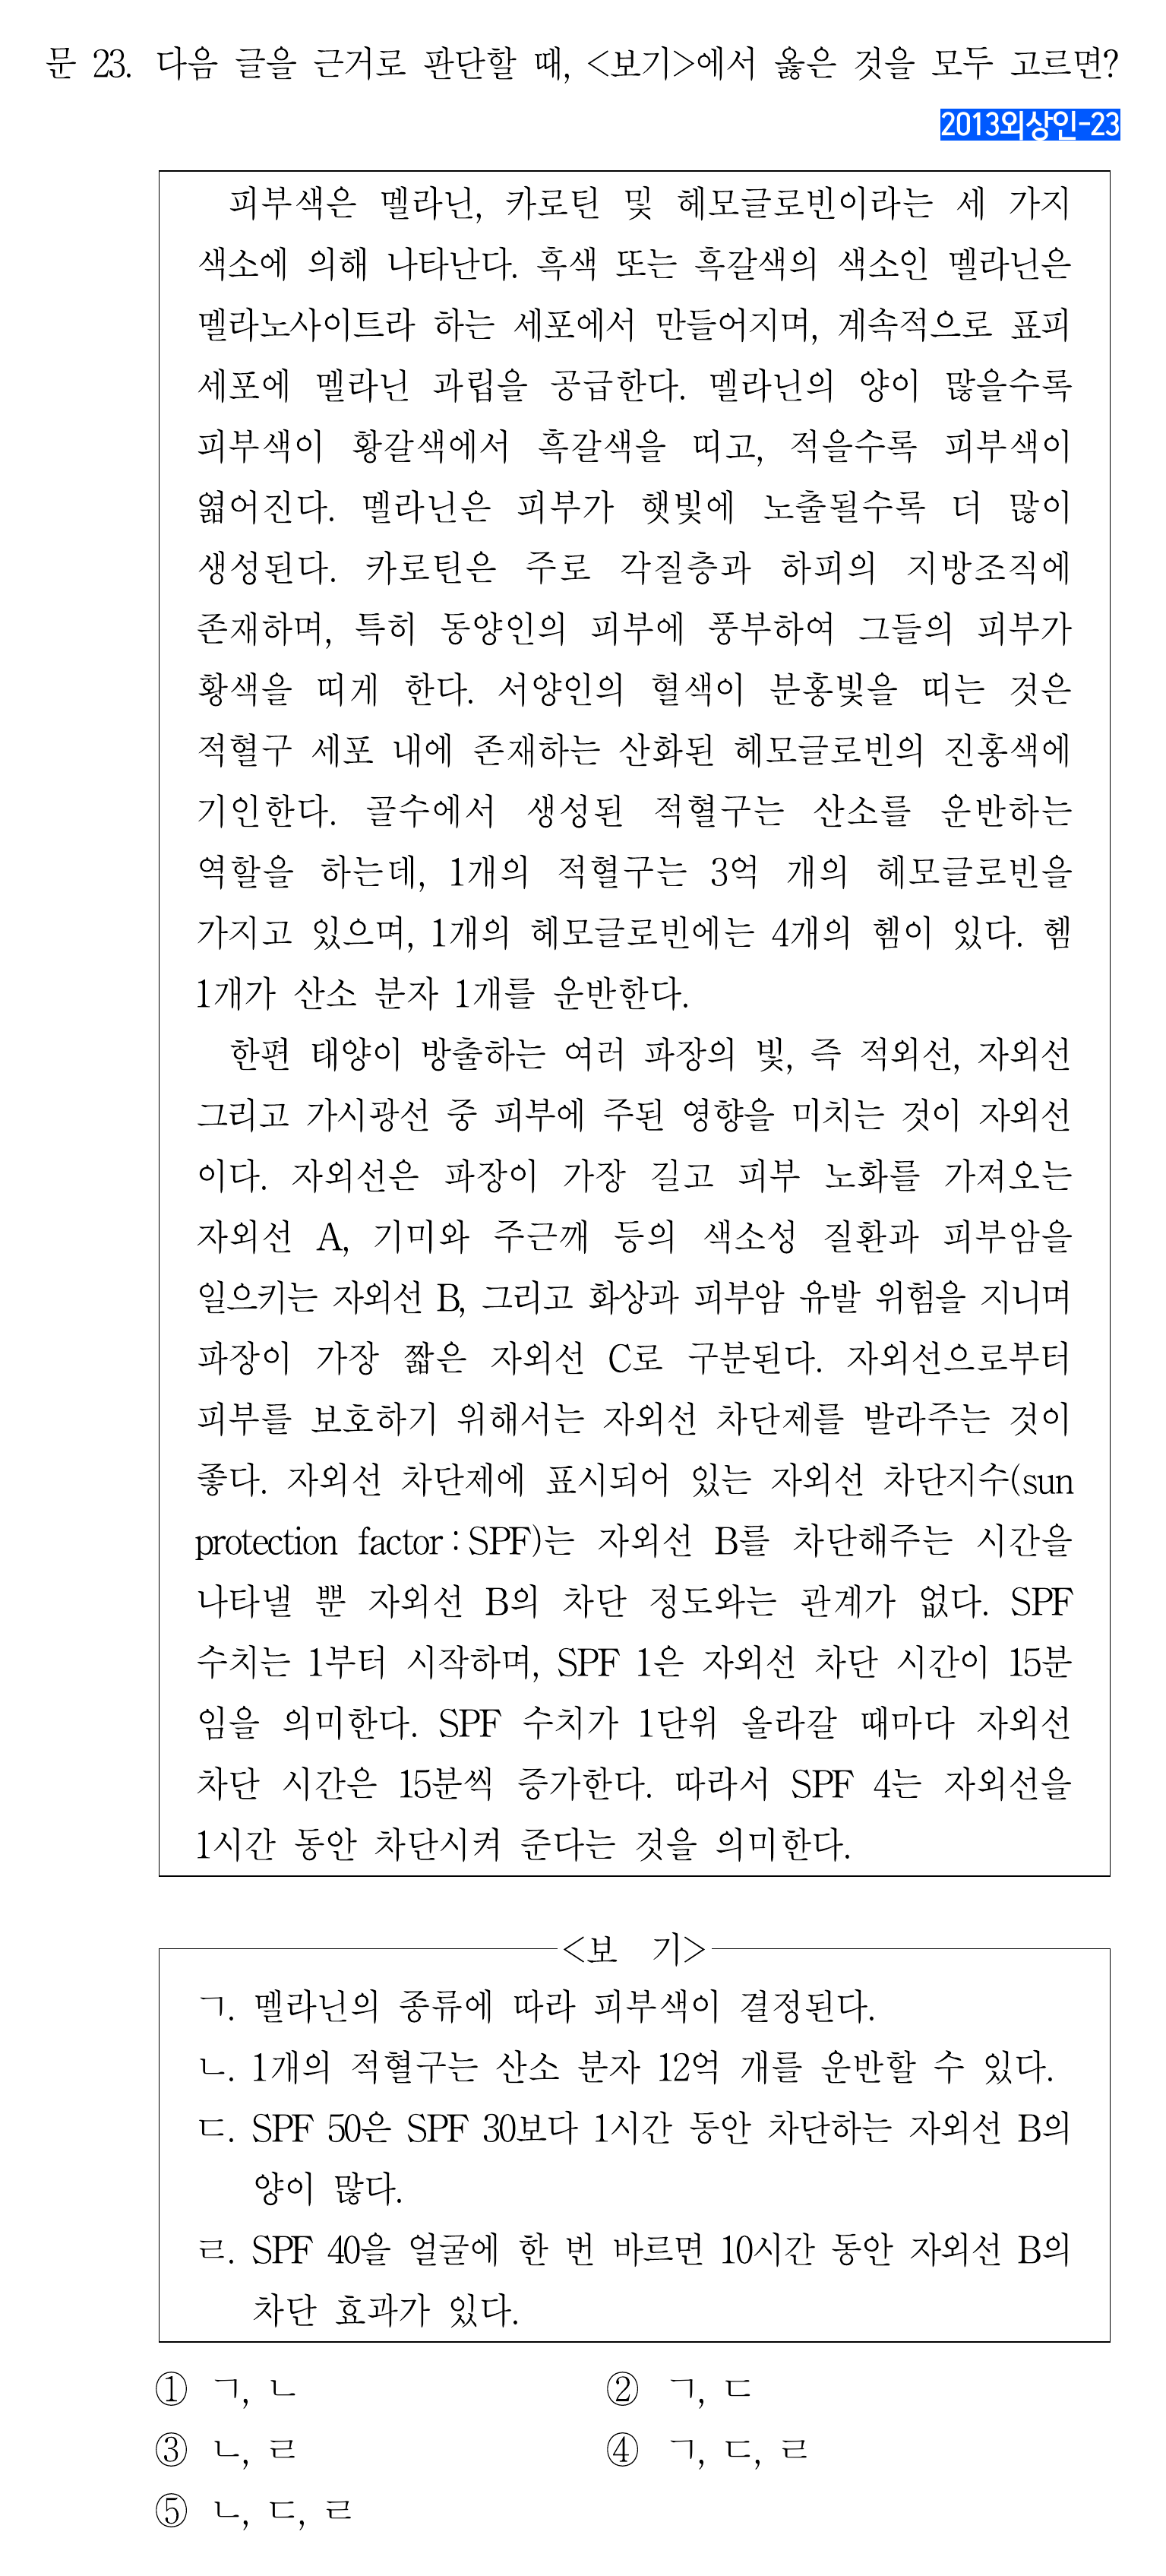 문 23. 다음 글을 근거로 판단할 때, <보기>에서 옳은 것을 모두 고르면?
2013외상인-23
피부색은 멜라닌, 카로틴 및 헤모글로빈이라는 세 가지
색소에 의해 나타난다. 흑색 또는 흑갈색의 색소인 멜라닌은
멜라노사이트라 하는 세포에서 만들어지며, 계속적으로 표피
세포에 멜라닌 과립을 공급한다. 멜라닌의 양이 많을수록
피부색이 황갈색에서 흑갈색을 띠고, 적을수록 피부색이
엷어진다. 멜라닌은 피부가 햇빛에 노출될수록 더 많이
생성된다. 카로틴은 주로 각질층과 하피의 지방조직에
존재하며, 특히 동양인의 피부에 풍부하여 그들의 피부가
황색을 띠게 한다. 서양인의 혈색이 분홍빛을 띠는 것은
적혈구 세포 내에 존재하는 산화된 헤모글로빈의 진홍색에
기인한다. 골수에서 생성된 적혈구는 산소를 운반하는
역할을 하는데, 1개의 적혈구는 3억 개의 헤모글로빈을
가지고 있으며, 1개의 헤모글로빈에는 4개의 헴이 있다. 헴
1개가 산소 분자 1개를 운반한다.
한편 태양이 방출하는 여러 파장의 빛, 즉 적외선, 자외선
그리고 가시광선 중 피부에 주된 영향을 미치는 것이 자외선
이다. 자외선은 파장이 가장 길고 피부 노화를 가져오는
자외선 A, 기미와 주근깨 등의 색소성 질환과 피부암을
일으키는 자외선 B, 그리고 화상과 피부암 유발 위험을 지니며
파장이 가장 짧은 자외선 C로 구분된다. 자외선으로부터
피부를 보호하기 위해서는 자외선 차단제를 발라주는 것이
좋다. 자외선 차단제에 표시되어 있는 자외선 차단지수(sun
protection factor : SPF)는 자외선 B를 차단해주는 시간을
나타낼 뿐 자외선 B의 차단 정도와는 관계가 없다. SPF
수치는 1부터 시작하며, SPF 1은 자외선 차단 시간이 15분
임을 의미한다. SPF 수치가 1단위 올라갈 때마다 자외선
차단 시간은 15분씩 증가한다. 따라서 SPF 4는 자외선을
1시간 동안 차단시켜 준다는 것을 의미한다.
<보 기>
ㄱ. 멜라닌의 종류에 따라 피부색이 결정된다.
ㄴ. 1개의 적혈구는 산소 분자 12억 개를 운반할 수 있다.
ㄷ. SPF 50은 SPF 30보다 1시간 동안 차단하는 자외선 B의
양이 많다.
ㄹ. SPF 40을 얼굴에 한 번 바르면 10시간 동안 자외선 B의
차단 효과가 있다.
① ㄱ, ㄴ ② ㄱ, ㄷ
③ ㄴ, ㄹ ④ ㄱ, ㄷ, ㄹ
⑤ ㄴ, ㄷ, ㄹ